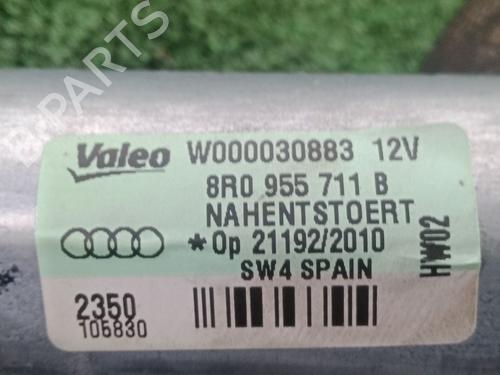 Valeo W000030883 12V
8R0 955 711 B
NAHENTSTOERT
*Op 21192/2010
SW4 SPAIN
HW02
2350
105830
B-PARTS